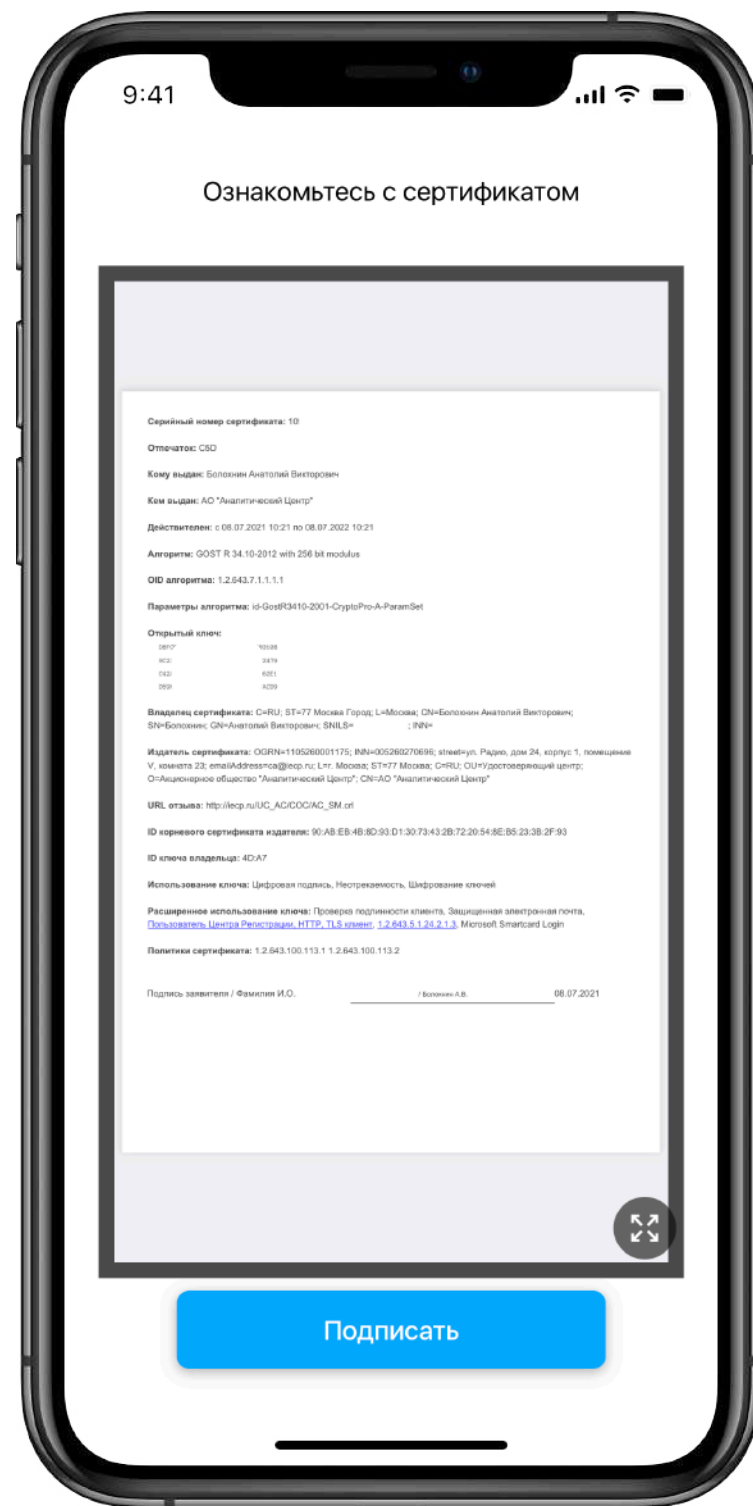 9:41
Ознакомьтесь с сертификатом
Серийный номер сертификата: 10
Отпечаток: C5D
Кому выдан: Болохнин Анатолий Викторович
Кем выдан: АО "Аналитический Центр"
Действителен: с 08.07.2021 10:21 по 08.07.2022 10:21
Алгоритм: GOST R 34.10-2012 with 256 bit modulus
OID алгоритма: 1.2.643.7.1.1.1.1
Параметры алгоритма: id-GostR3410-2001-CryptoPro-A-ParamSet
Открытый ключ:
Владелец сертификата: C=RU; ST=77 Москва Город; L=Москва; CN=Болохнин Анатолий Викторович;
SN=Болохнин; GN=Анатолий Викторович; SNILS= ; INN=
Издатель сертификата: OGRN=1105260001175; INN=005260270696; street=ул. Радио, дом 24, корпус 1, помещение
V, комната 23; emailAddress=ca@iecp.ru; L=г. Москва; ST=77 Москва; C=RU; OU=Удостоверяющий центр;
O=Акционерное общество "Аналитический Центр"; CN=АО "Аналитический Центр"
URL отзыва: http://iecp.ru/UC_AC/COC/AC_SM.crl
ID корневого сертификата издателя: 90:AB:EB:4B:8D:93:D1:30:73:43:2B:72:20:54:8E:B5:23:3B:2F:93
ID ключа владельца: 4D:A7
Использование ключа: Цифровая подпись, Неотрекаемость, Шифрование ключей
Расширенное использование ключа: Проверка подлинности клиента, Защищенная электронная почта,
Пользователь Центра Регистрации, HTTP, TLS клиент, 1.2.643.5.1.24.2.1.3, Microsoft Smartcard Login
Политики сертификата: 1.2.643.100.113.1 1.2.643.100.113.2
Подпись заявителя / Фамилия И.О. / Болохнин А.В. 08.07.2021
Подписать